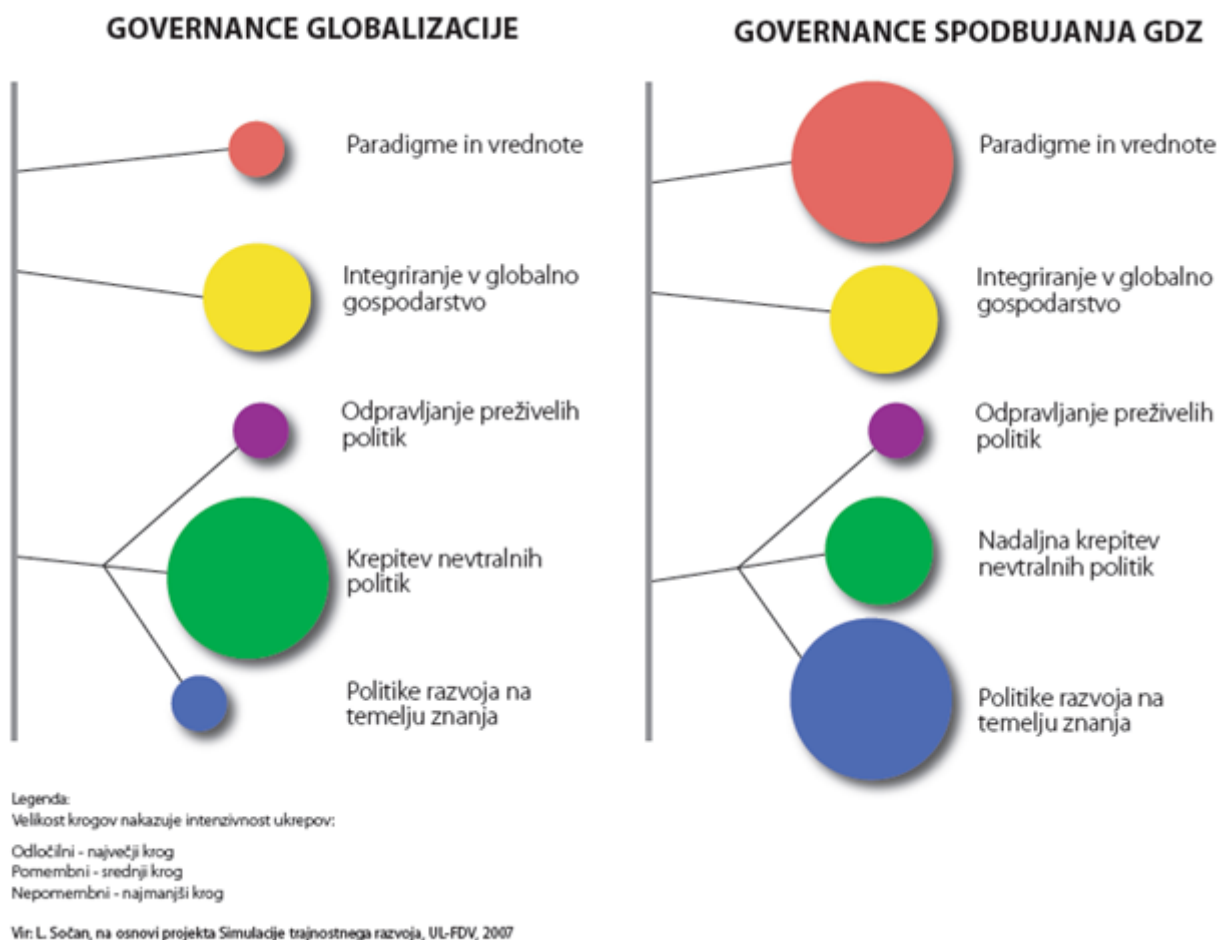 GOVERNANCE GLOBALIZACIJE
Paradigme in vrednote
Integriranje v globalno
gospodarstvo
Odpravljanje preživelih
politik
Krepitev nevtralnih
politik
Politike razvoja na
temelju znanja
GOVERNANCE SPODBUJANJA GDZ
Paradigme in vrednote
Integriranje v globalno
gospodarstvo
Odpravljanje preživelih
politik
Nadaljna krepitev
nevtralnih politik
Politike razvoja na
temelju znanja
Legenda:
Velikost krogov nakazuje intenzivnost ukrepov:
Odločilni - največji krog
Pomembni - srednji krog
Nepomembni - najmanjši krog
Vir: L. Sočan, na osnovi projekta Simulacije trajnostnega razvoja, UL-FDV, 2007